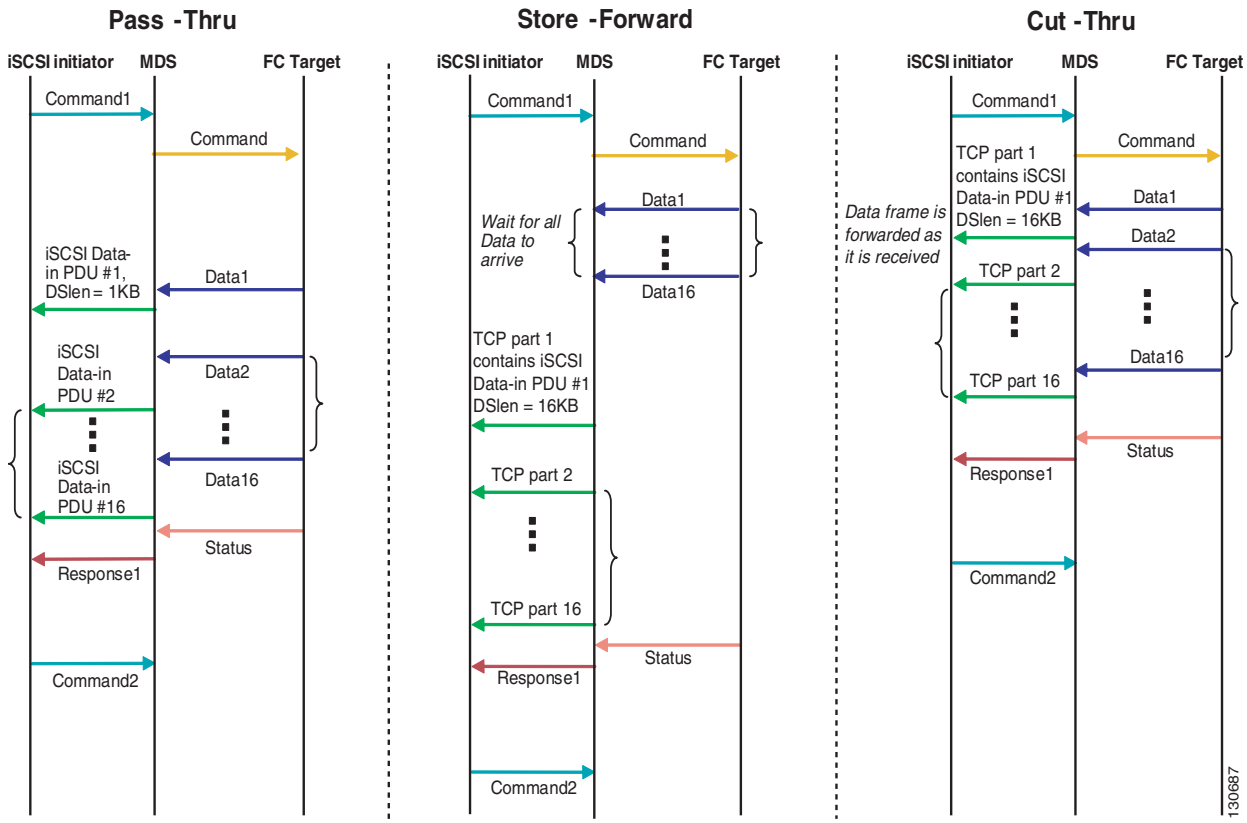 Pass -Thru
iSCSI initiator
MDS
FC Target
Command1
Command
iSCSI Data-
in PDU #1,
DSlen = 1KB
Data1
iSCSI
Data-in
PDU #2
Data2
iSCSI
Data-in
PDU #16
Data16
Status
Response1
Command2
Store -Forward
iSCSI initiator
MDS
FC Target
Command1
Command
Data1
Wait for all
Data to
arrive
Data16
TCP part 1
contains iSCSI
Data-in PDU #1
DSlen = 16KB
TCP part 2
TCP part 16
Status
Response1
Command2
Cut -Thru
iSCSI initiator
MDS
FC Target
Command1
Command
TCP part 1
contains iSCSI
Data-in PDU #1
DSlen = 16KB
Data1
Data frame is
forwarded as
it is received
Data2
TCP part 2
Data16
TCP part 16
Status
Response1
Command2
130687